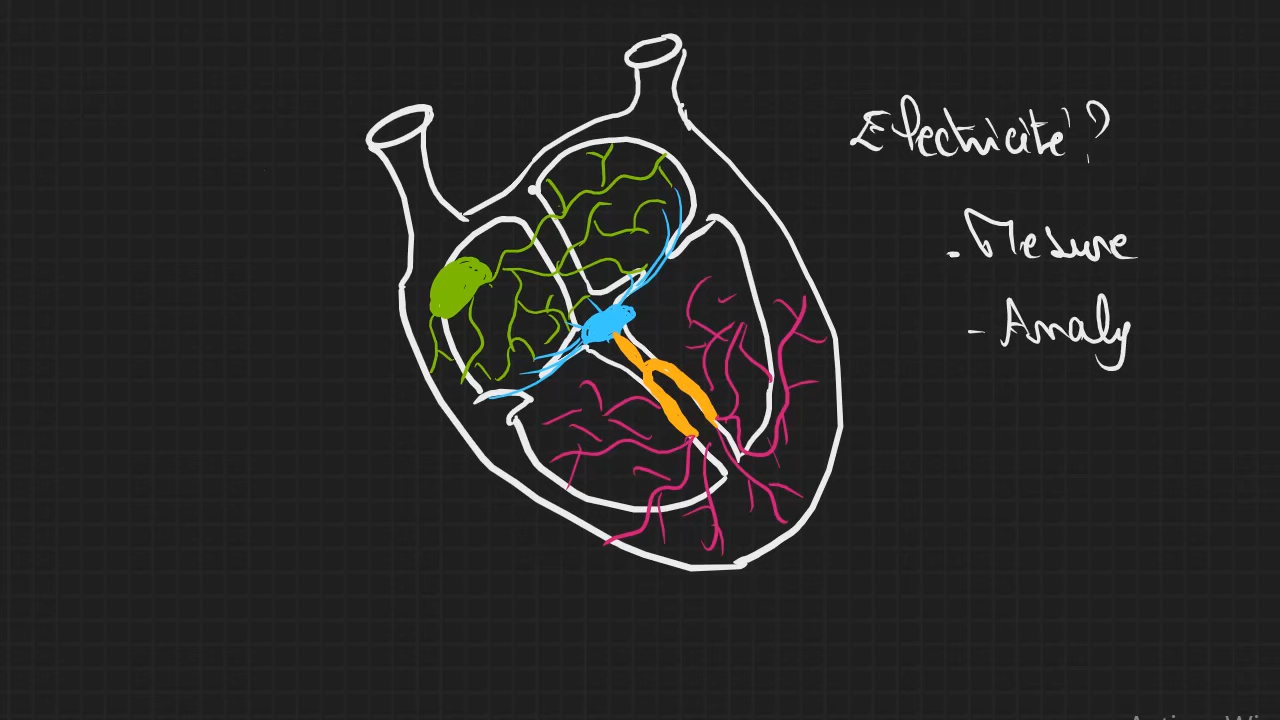 Electricité ?
- Mesure
- Analy